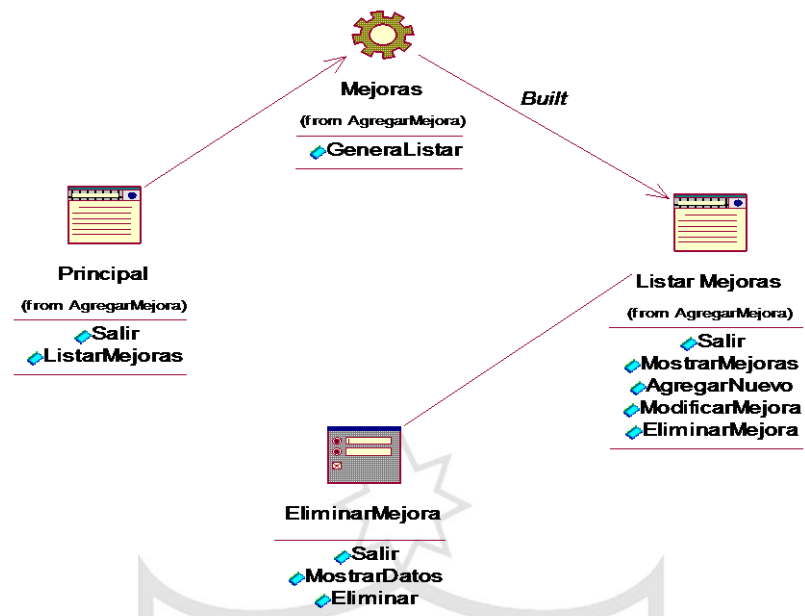 Mejoras
(from AgregarMejora)
GeneraListar
Built
Principal
(from AgregarMejora)
Salir
ListarMejoras
Listar Mejoras
(from AgregarMejora)
Salir
MostrarMejoras
AgregarNuevo
ModificarMejora
EliminarMejora
EliminarMejora
Salir
MostrarDatos
Eliminar